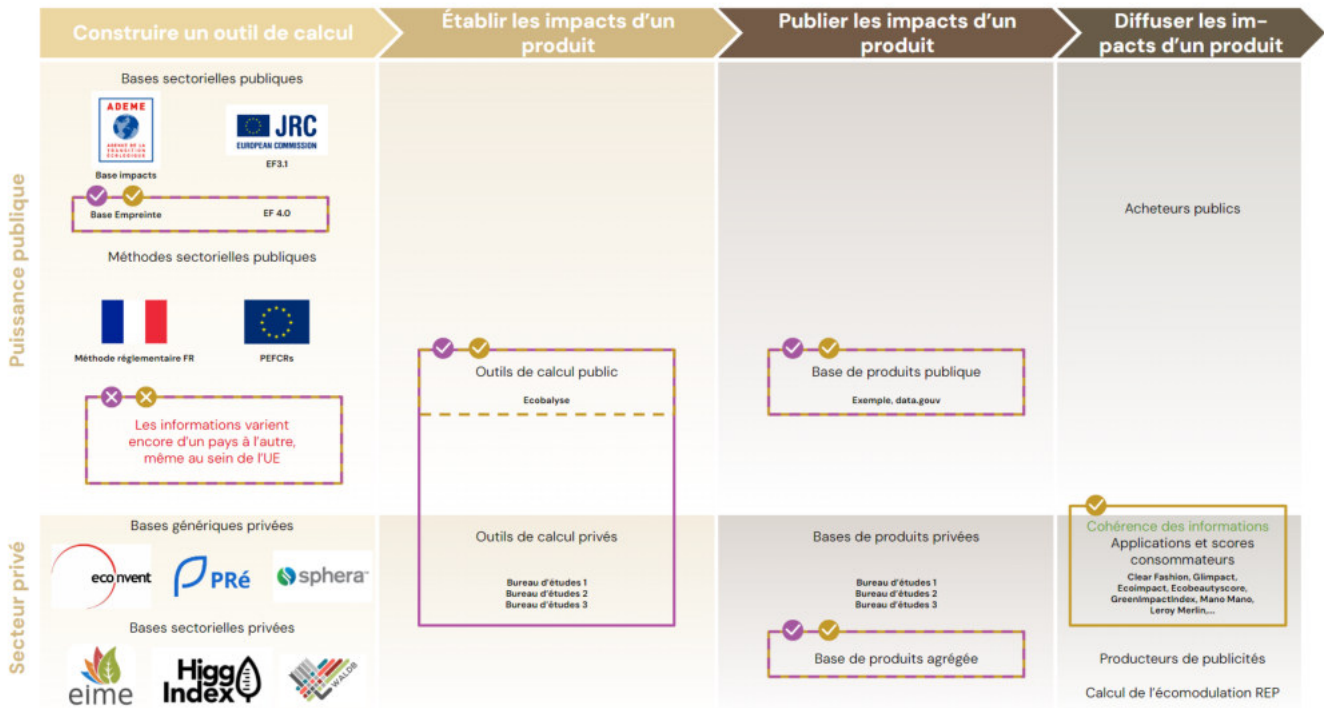 Construire un outil de calcul
Établir les impacts d'un
produit
Publier les impacts d'un
produit
Diffuser les im-
pacts d'un produit
Puissance publique
Bases sectorielles publiques
ADEME
AGENCE DE LA
TRANSITION
ÉCOLOGIQUE
Base impacts
JRC
EUROPEAN COMMISSION
EF3.1
Base Empreinte
EF 4.0
Méthodes sectorielles publiques
Méthode réglementaire FR
PEFCRs
Les informations varient
encore d'un pays à l'autre,
même au sein de l'UE
Outils de calcul public
Ecobalyse
Base de produits publique
Exemple, data.gouv
Acheteurs publics
Secteur privé
Bases génériques privées
ecoinvent
PRé
sphera
Bases sectorielles privées
eime
Higg
Index
WALDB
Outils de calcul privés
Bureau d'études 1
Bureau d'études 2
Bureau d'études 3
Bases de produits privées
Bureau d'études 1
Bureau d'études 2
Bureau d'études 3
Base de produits agrégée
Cohérence des informations
Applications et scores
consommateurs
Clear Fashion, Glimpact,
Ecoimpact, Ecobeautyscore,
GreenImpactIndex, Mano Mano,
Leroy Merlin,...
Producteurs de publicités
Calcul de l'écomodulation REP